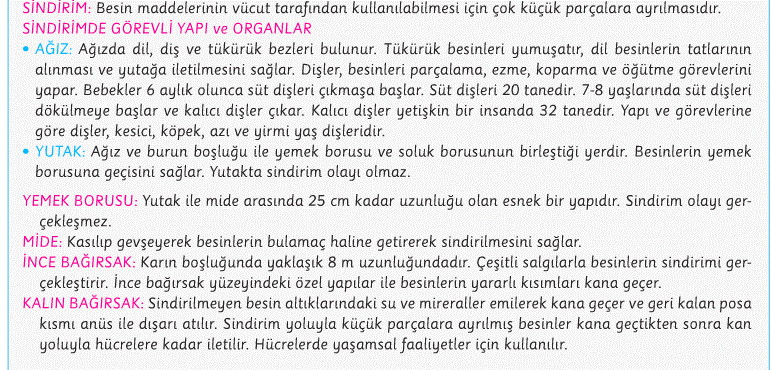 SİNDİRİM: Besin maddelerinin vücut tarafından kullanılabilmesi için çok küçük parçalara ayrılmasıdır.
SİNDİRİMDE GÖREVLİ YAPI ve ORGANLAR
• AĞIZ: Ağızda dil, diş ve tükürük bezleri bulunur. Tükürük besinleri yumuşatır, dil besinlerin tatlarının
alınması ve yutağa iletilmesini sağlar. Dişler, besinleri parçalama, ezme, koparma ve öğütme görevlerini
yapar. Bebekler 6 aylık olunca süt dişleri çıkmaşa başlar. Süt dişleri 20 tanedir. 7-8 yaşlarında süt dişleri
dökülmeye başlar ve kalıcı dişler çıkar. Kalıcı dişler yetişkin bir insanda 32 tanedir. Yapı ve görevlerine
göre dişler, kesici, köpek, azı ve yirmi yaş dişleridir.
• YUTAK: Ağız ve burun boşluğu ile yemek borusu ve soluk borusunun birleştiği yerdir. Besinlerin yemek
borusuna geçisini sağlar. Yutakta sindirim olayı olmaz.
YEMEK BORUSU: Yutak ile mide arasında 25 cm kadar uzunluğu olan esnek bir yapıdır. Sindirim olayı ger-
çekleşmez.
MİDE: Kasılıp gevşeyerek besinlerin bulamaç haline getirerek sindirilmesini sağlar.
İNCE BAĞIRSAK: Karın boşluğunda yaklaşık 8 m uzunluğundadır. Çeşitli salgılarla besinlerin sindirimi ger-
çekleştirir. İnce bağırsak yüzeyindeki özel yapılar ile besinlerin yararlı kısımları kana geçer.
KALIN BAĞIRSAK: Sindirilmeyen besin altıklarındaki su ve mireraller emilerek kana geçer ve geri kalan posa
kısmı anüs ile dışarı atılır. Sindirim yoluyla küçük parçalara ayrılmış besinler kana geçtikten sonra kan
yoluyla hücrelere kadar iletilir. Hücrelerde yaşamsal faaliyetler için kullanılır.